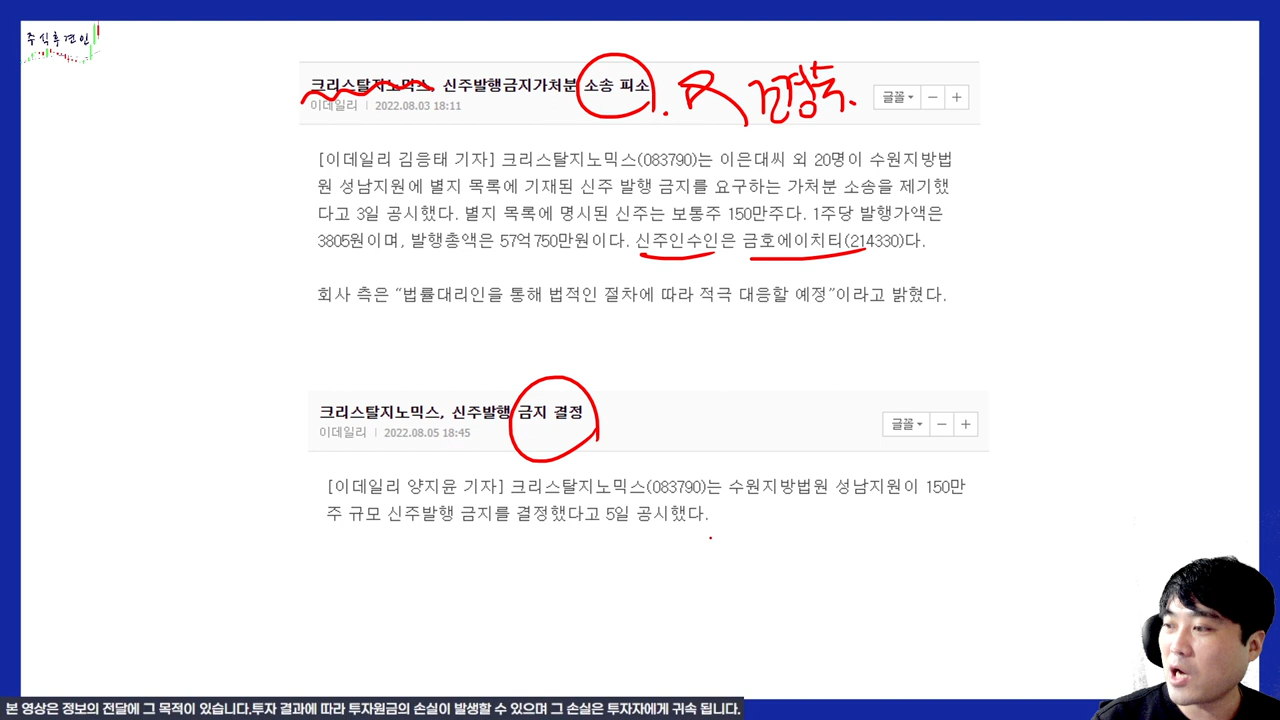 주식후견인
크리스탈지노믹스, 신주발행금지가처분 소송 피소
이데일리 | 2022.08.03 18:11
글꼴
[이데일리 김응태 기자] 크리스탈지노믹스(083790)는 이은대씨 외 20명이 수원지방법
원 성남지원에 별지 목록에 기재된 신주 발행 금지를 요구하는 가처분 소송을 제기했
다고 3일 공시했다. 별지 목록에 명시된 신주는 보통주 150만주다. 1주당 발행가액은
3805원이며, 발행총액은 57억750만원이다. 신주인수인은 금호에이치티(214330)다.
회사 측은 “법률대리인을 통해 법적인 절차에 따라 적극 대응할 예정”이라고 밝혔다.
크리스탈지노믹스, 신주발행 금지 결정
이데일리 | 2022.08.05 18:45
글꼴
[이데일리 양지윤 기자] 크리스탈지노믹스(083790)는 수원지방법원 성남지원이 150만
주 규모 신주발행 금지를 결정했다고 5일 공시했다.
본 영상은 정보의 전달에 그 목적이 있습니다.투자 결과에 따라 투자원금의 손실이 발생할 수 있으며 그 손실은 투자자에게 귀속 됩니다.